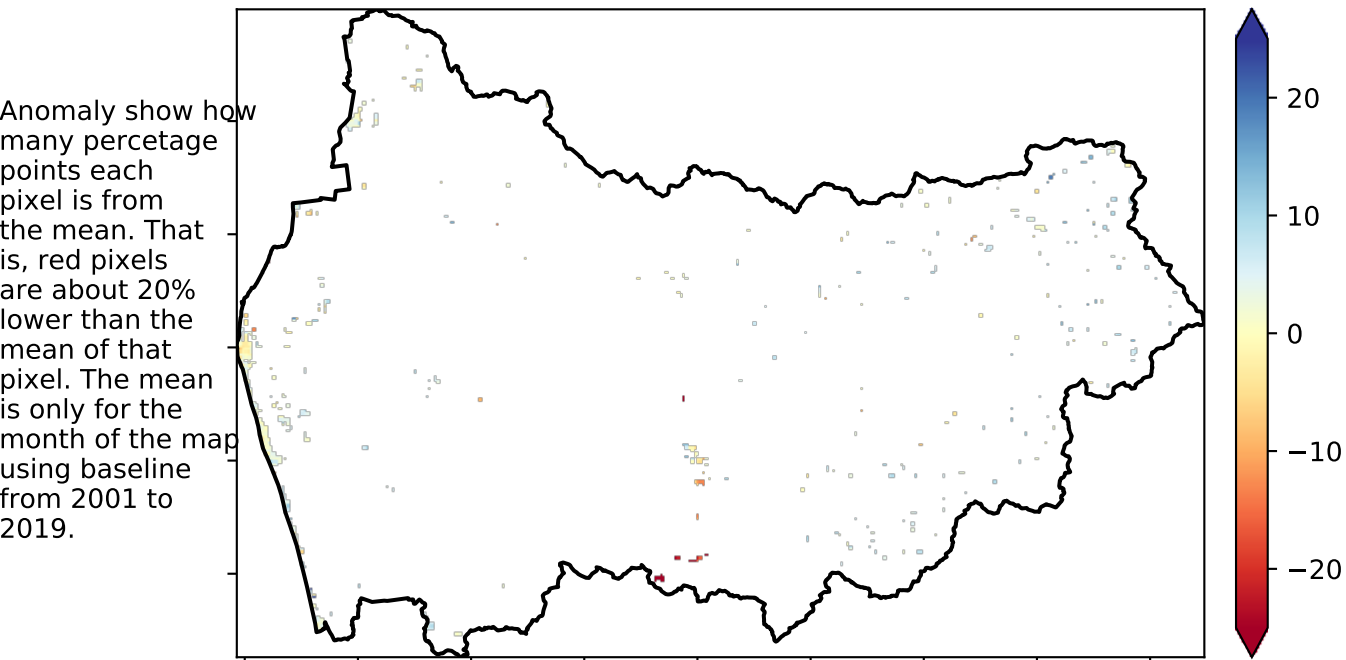 Anomaly show how
many percetage
points each
pixel is from
the mean. That
is, red pixels
are about 20%
lower than the
mean of that
pixel. The mean
is only for the
month of the map
using baseline
from 2001 to
2019.
20
10
0
−10
−20